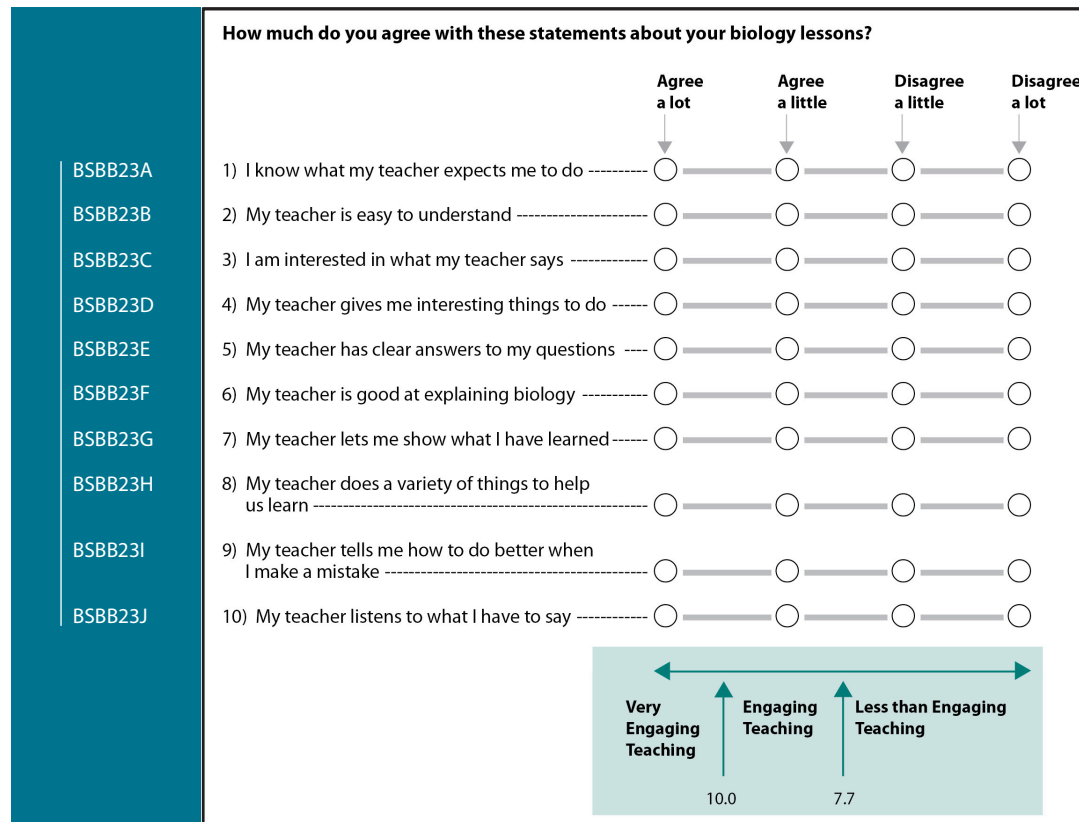 How much do you agree with these statements about your biology lessons?
Agree a lot
Agree a little
Disagree a little
Disagree a lot
BSBB23A 1) I know what my teacher expects me to do
BSBB23B 2) My teacher is easy to understand
BSBB23C 3) I am interested in what my teacher says
BSBB23D 4) My teacher gives me interesting things to do
BSBB23E 5) My teacher has clear answers to my questions
BSBB23F 6) My teacher is good at explaining biology
BSBB23G 7) My teacher lets me show what I have learned
BSBB23H 8) My teacher does a variety of things to help
us learn
BSBB23I 9) My teacher tells me how to do better when
I make a mistake
BSBB23J 10) My teacher listens to what I have to say
Very
Engaging
Teaching
Engaging
Teaching
Less than Engaging
Teaching
10.0
7.7